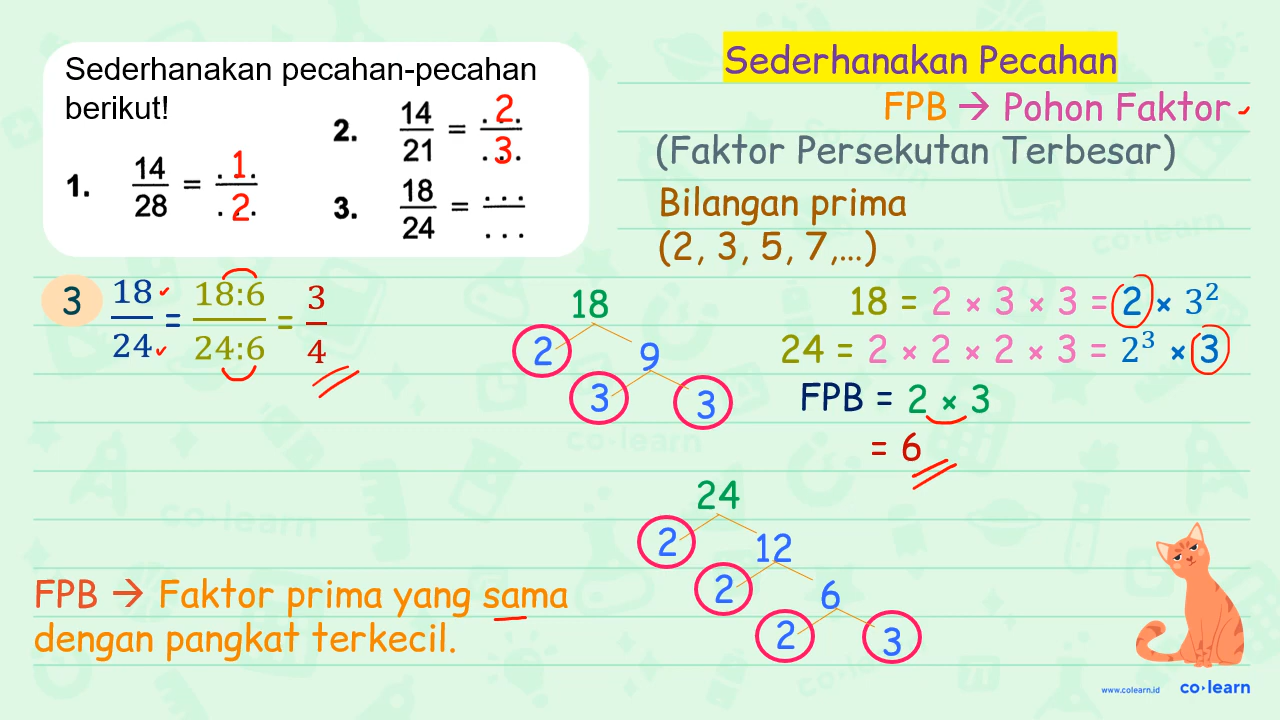 Sederhanakan pecahan-pecahan
berikut!
1. 14/28 = .1./.2.
2. 14/21 = .2./.3.
3. 18/24 = .../...
Sederhanakan Pecahan
FPB → Pohon Faktor
(Faktor Persekutan Terbesar)
Bilangan prima
(2, 3, 5, 7,...)
3 18/24 = 18:6/24:6 = 3/4
18
2 9
3 3
18 = 2 × 3 × 3 = 2 × 3²
24 = 2 × 2 × 2 × 3 = 2³ × 3
FPB = 2 × 3
= 6
24
2 12
2 6
2 3
FPB → Faktor prima yang sama
dengan pangkat terkecil.
www.colearn.id co·learn